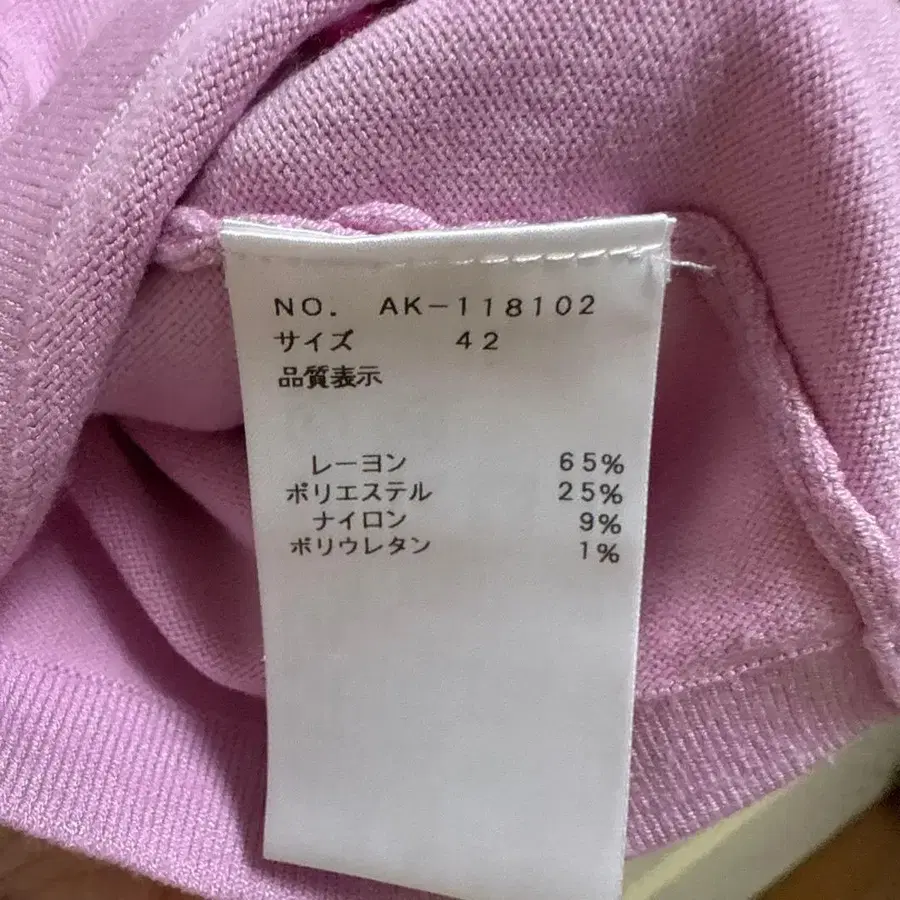 NO. AK-118102
サイズ 42
品質表示
レーヨン 65%
ポリエステル 25%
ナイロン 9%
ポリウレタン 1%